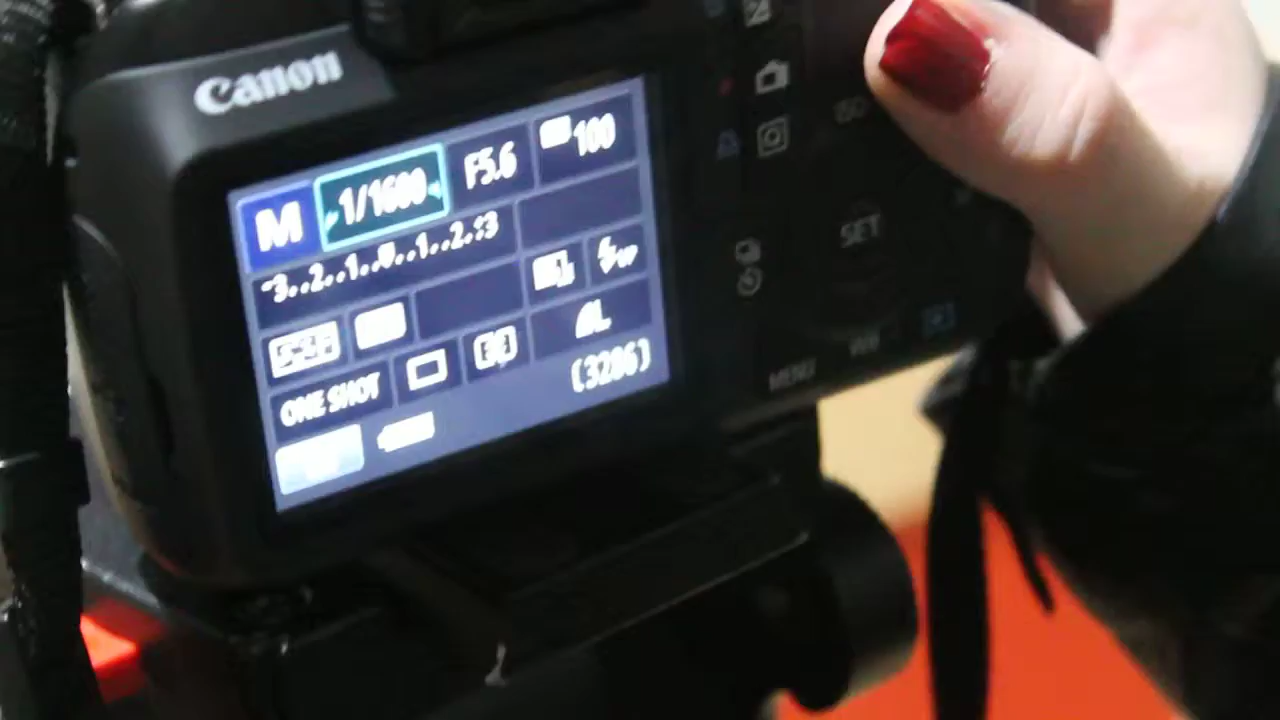 Canon
M 1/1600 F5.6 100
-3..2..1..0..1..2.:3
ONE SHOT
(3286)
SET
MENU